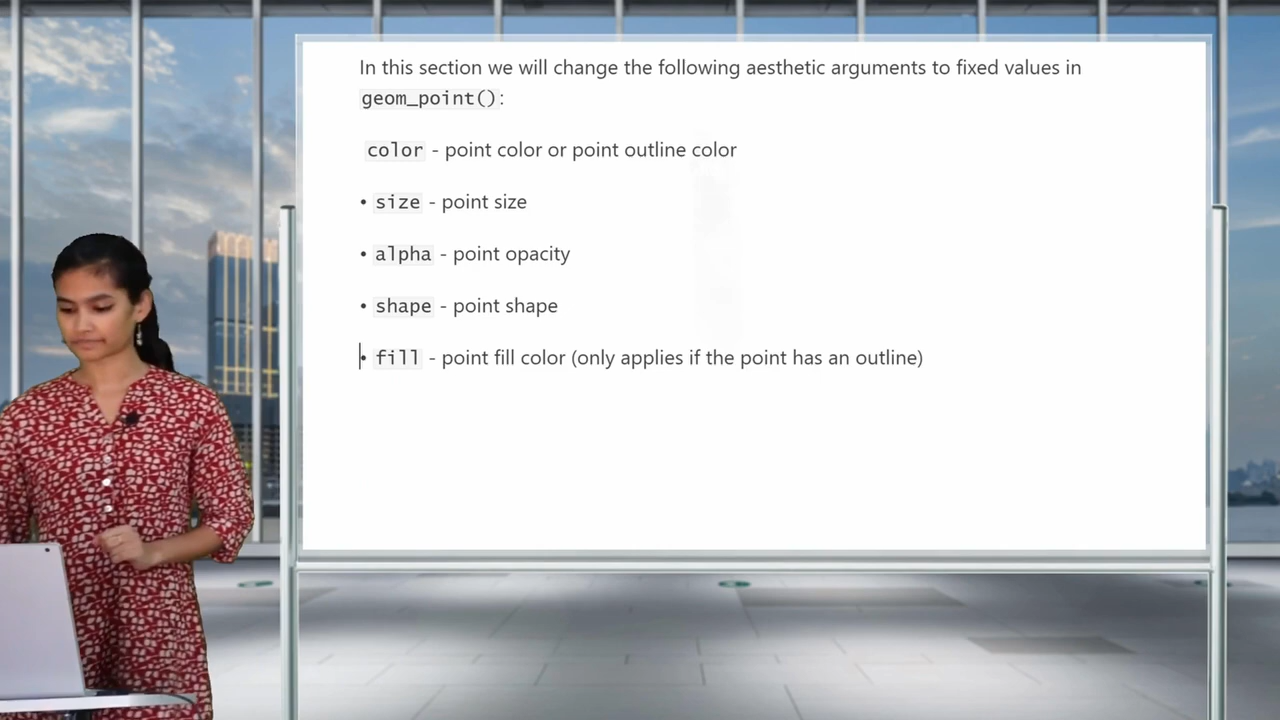 In this section we will change the following aesthetic arguments to fixed values in
geom_point():
color - point color or point outline color
• size - point size
• alpha - point opacity
• shape - point shape
• fill - point fill color (only applies if the point has an outline)